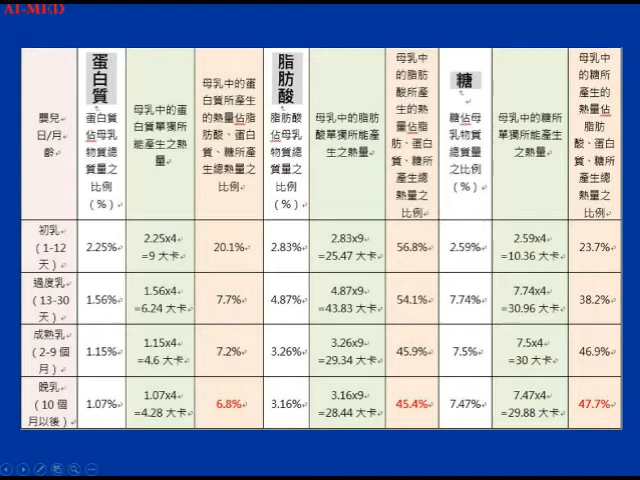 AI-MED
嬰兒
日/月
齡
蛋白質
蛋白質
佔母乳
物質總
質量之
比例
(%)
母乳中的蛋
白質單獨所
能產生之熱
量
母乳中的蛋
白質所產生
的熱量佔脂
肪酸、蛋白
質、糖所產
生總熱量之
比例
脂肪酸
脂肪酸
佔母乳
物質總
質量之
比例
(%)
母乳中的脂肪
酸單獨所能產
生之熱量
母乳中
的脂肪
酸所產
生的熱
量佔脂
肪、蛋白
質、糖所
產生總
熱量之
比例
糖
糖佔母
乳物質
總質量
之比例
(%)
母乳中的糖所
單獨所能產生
之熱量
母乳中
的糖所
產生的
熱量佔
脂肪
酸、蛋白
質、糖所
產生總
熱量之
比例
初乳
(1-12
天)
2.25%
2.25x4
=9 大卡
20.1%
2.83%
2.83x9
=25.47 大卡
56.8%
2.59%
2.59x4
=10.36 大卡
23.7%
過度乳
(13-30
天)
1.56%
1.56x4
=6.24 大卡
7.7%
4.87%
4.87x9
=43.83 大卡
54.1%
7.74%
7.74x4
=30.96 大卡
38.2%
成熟乳
(2-9 個
月)
1.15%
1.15x4
=4.6 大卡
7.2%
3.26%
3.26x9
=29.34 大卡
45.9%
7.5%
7.5x4
=30 大卡
46.9%
晚乳
(10 個
月以後)
1.07%
1.07x4
=4.28 大卡
6.8%
3.16%
3.16x9
=28.44 大卡
45.4%
7.47%
7.47x4
=29.88 大卡
47.7%